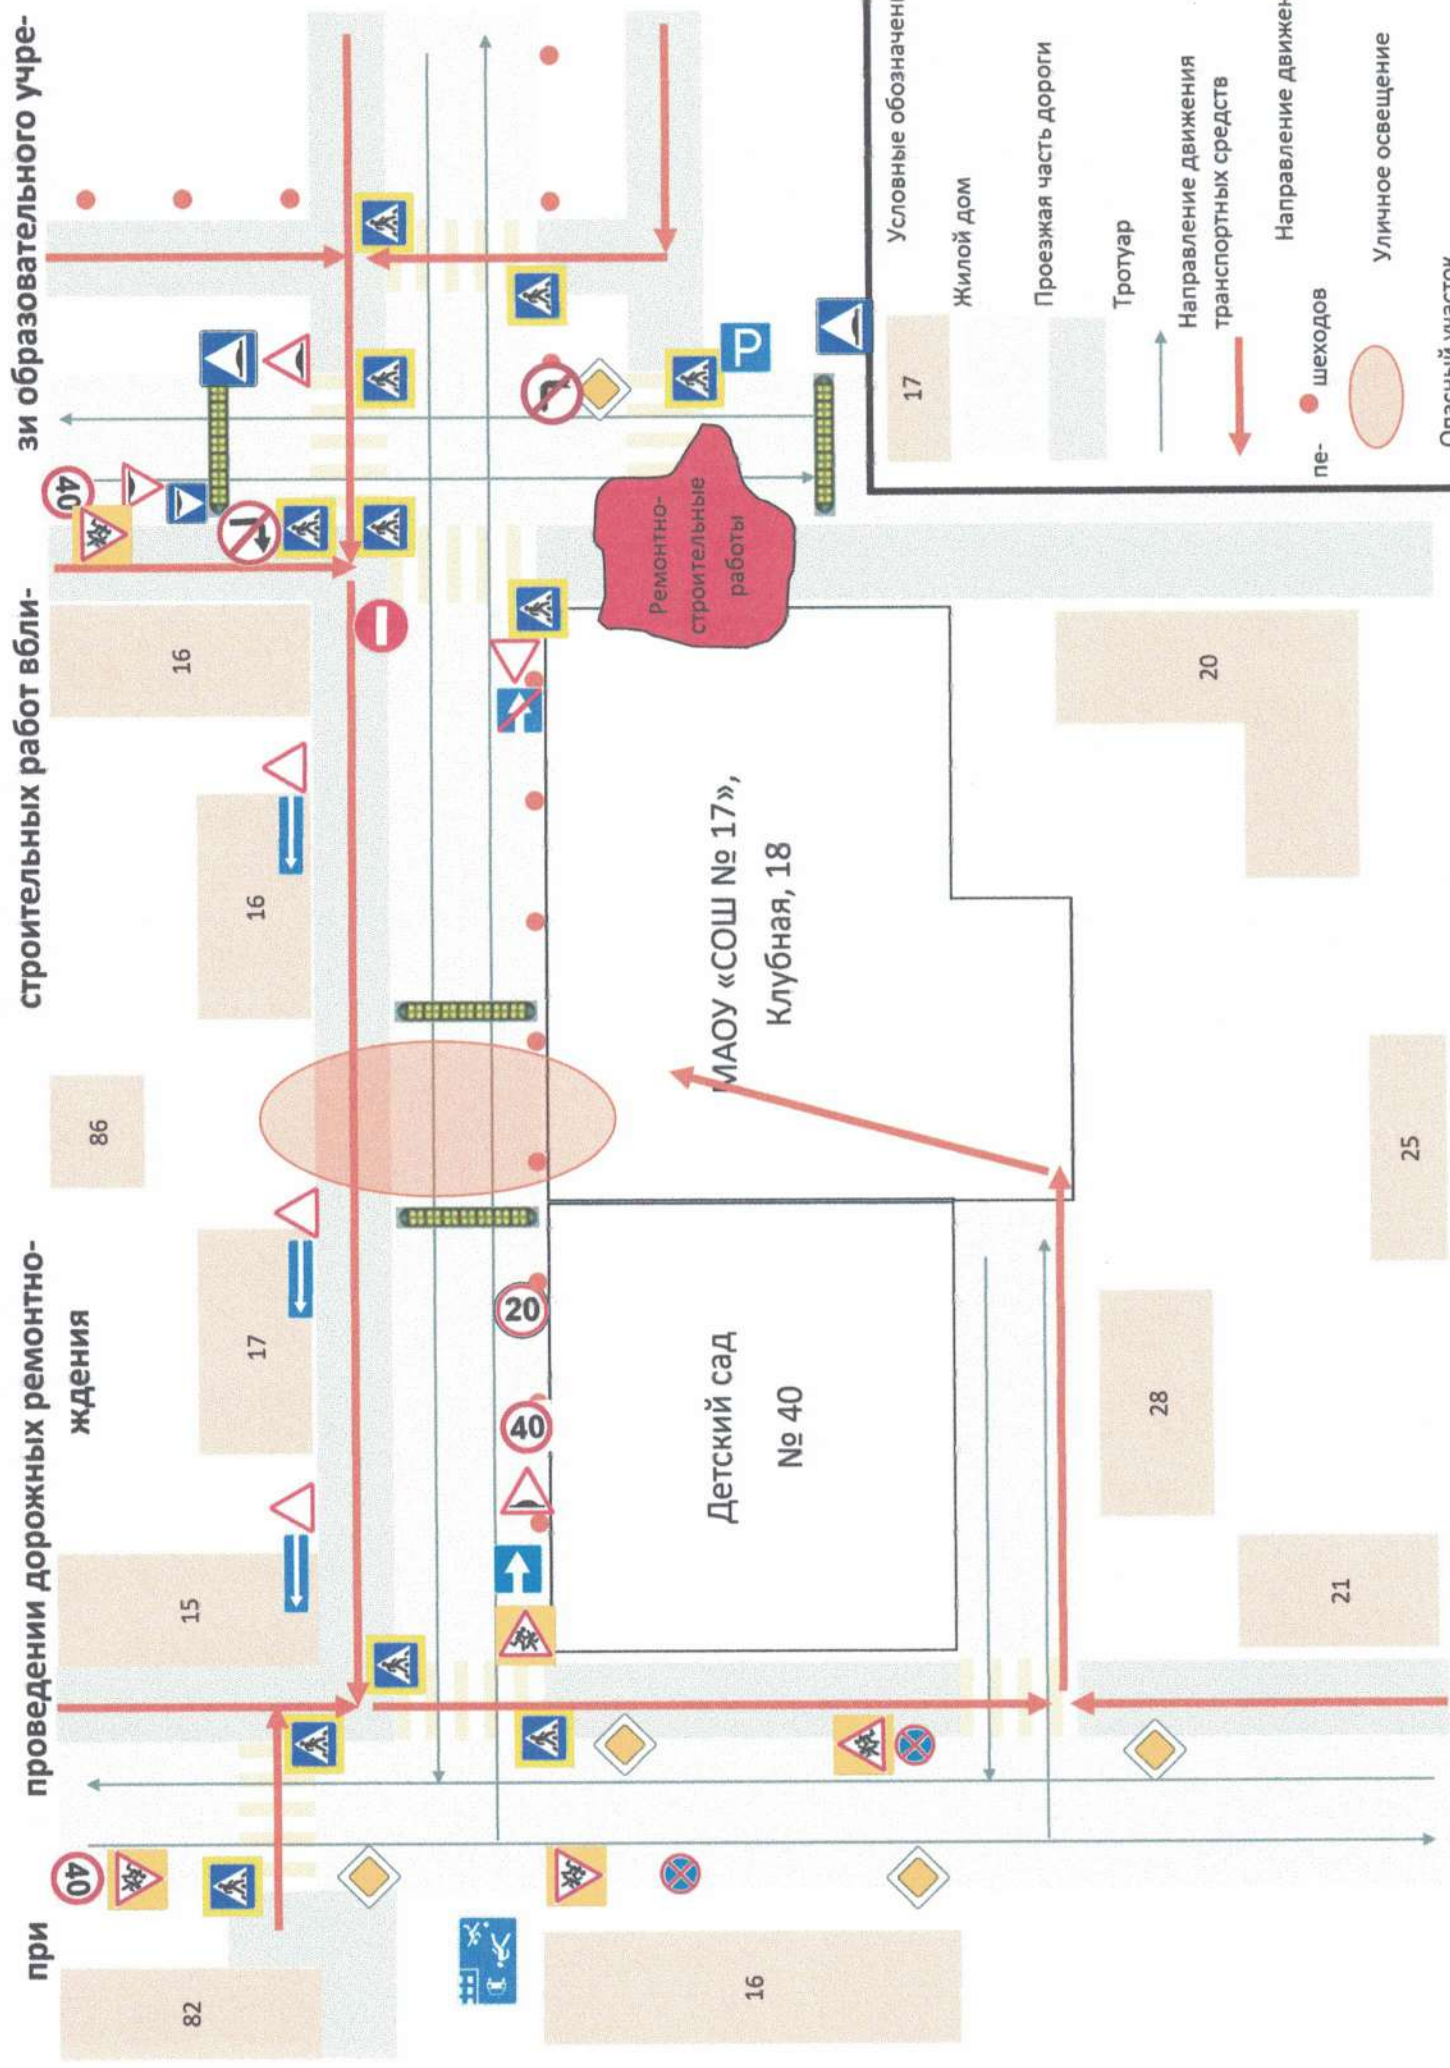 при проведении дорожных ремонтно- строительных работ вбли- зи образовательного учре-
ждения
82
15
17
86
16
16
16
40
40
40
20
40
Детский сад
№ 40
МАОУ «СОШ № 17»,
Клубная, 18
Ремонтно-
строительные
работы
P
20
28
25
21
Условные обозначени
17
Жилой дом
Проезжая часть дороги
Тротуар
Направление движения
транспортных средств
Направление движен
пе- шеходов
Уличное освещение
Опасный участок